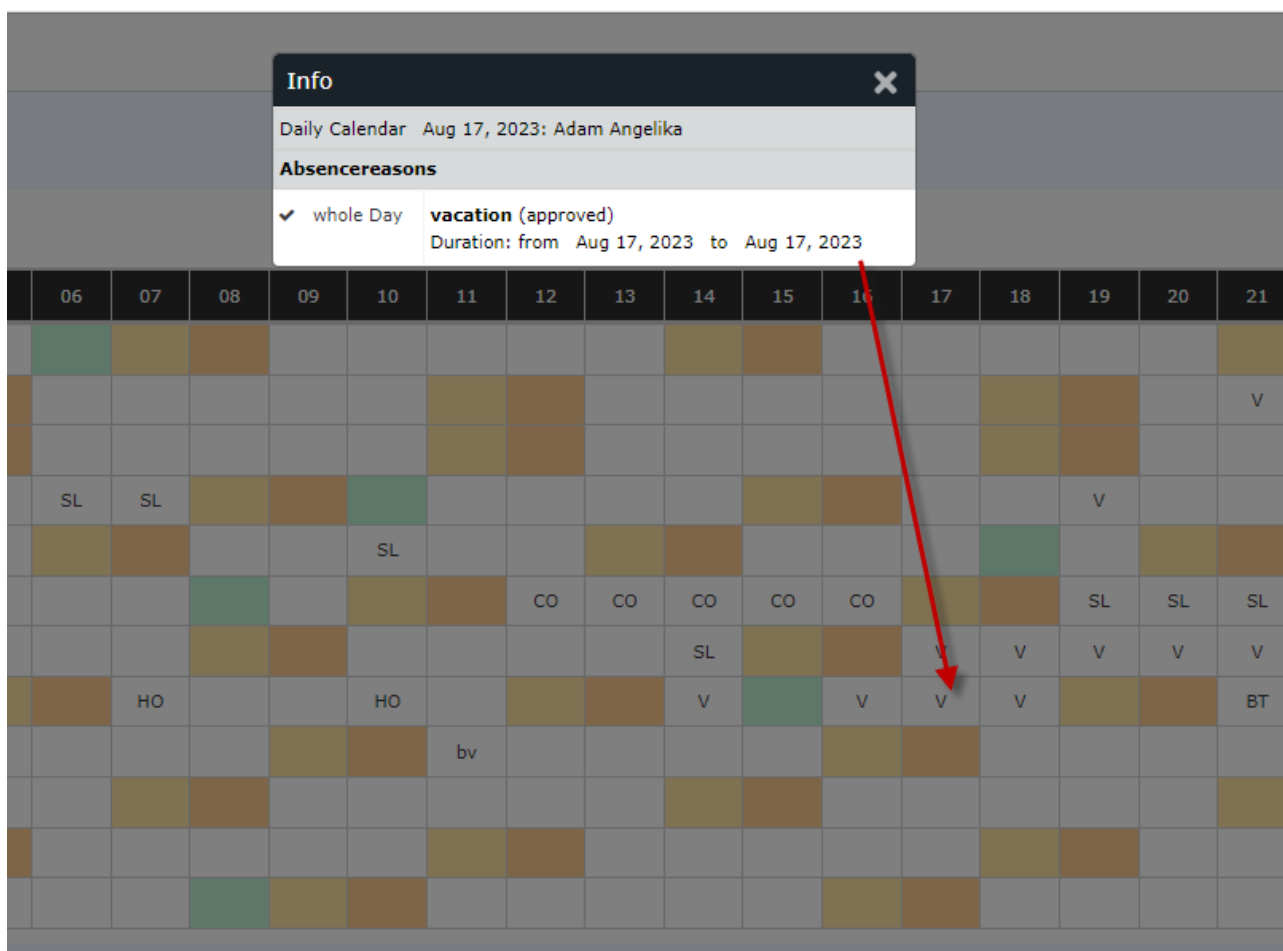 Info
Daily Calendar Aug 17, 2023: Adam Angelika
Absencereasons
whole Day vacation (approved)
Duration: from Aug 17, 2023 to Aug 17, 2023
06 07 08 09 10 11 12 13 14 15 16 17 18 19 20 21
V
SL SL V
SL
CO CO CO CO CO SL SL SL
SL V V V V V
HO HO V V V V BT
bv